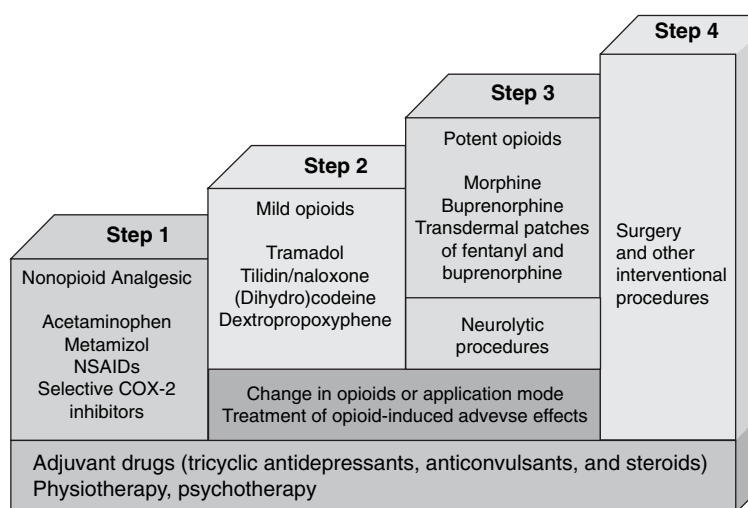 Step 1
Nonopioid Analgesic
Acetaminophen
Metamizol
NSAIDs
Selective COX-2
inhibitors
Step 2
Mild opioids
Tramadol
Tilidin/naloxone
(Dihydro)codeine
Dextropropoxyphene
Step 3
Potent opioids
Morphine
Buprenorphine
Transdermal patches
of fentanyl and
buprenorphine
Neurolytic
procedures
Step 4
Surgery
and other
interventional
procedures
Change in opioids or application mode
Treatment of opioid-induced advevse effects
Adjuvant drugs (tricyclic antidepressants, anticonvulsants, and steroids)
Physiotherapy, psychotherapy